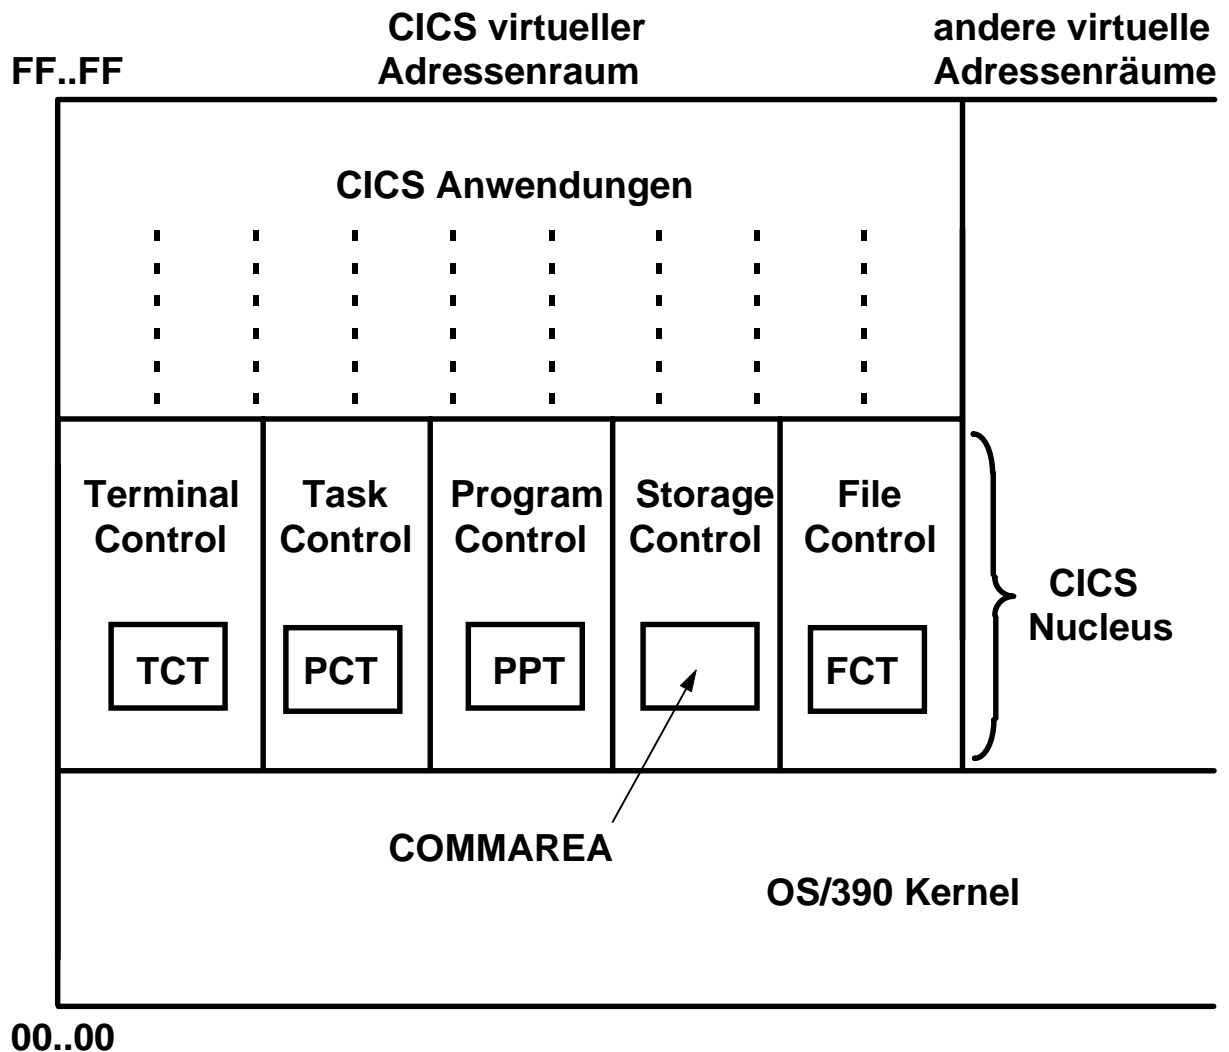 CICS virtueller
Adressenraum
andere virtuelle
Adressenräume
FF..FF
CICS Anwendungen
Terminal
Control
Task
Control
Program
Control
Storage
Control
File
Control
CICS
Nucleus
TCT
PCT
PPT
FCT
COMMAREA
OS/390 Kernel
00..00